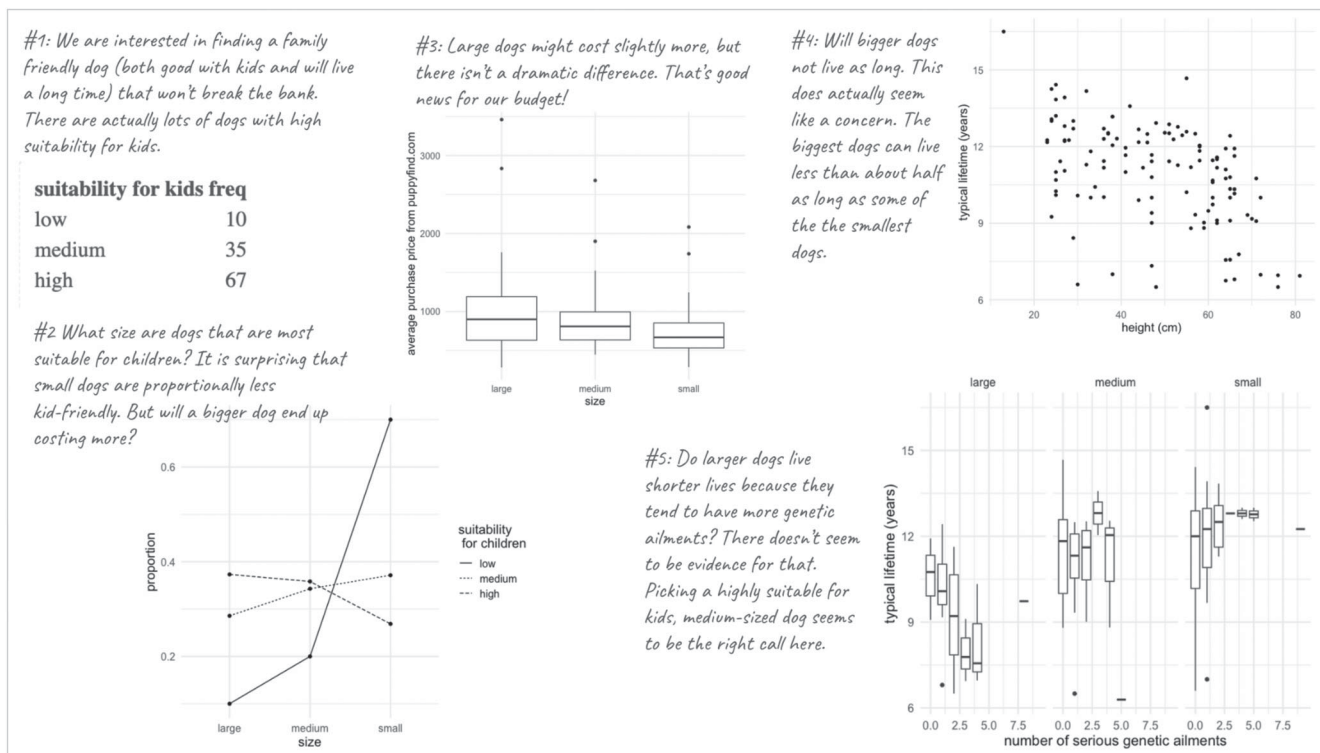 #1: We are interested in finding a family
friendly dog (both good with kids and will live
a long time) that won't break the bank.
There are actually lots of dogs with high
suitability for kids.
suitability for kids freq
low 10
medium 35
high 67
#2 What size are dogs that are most
suitable for children? It is surprising that
small dogs are proportionally less
kid-friendly. But will a bigger dog end up
costing more?
0.6
0.4
0.2
proportion
large medium small
size
suitability
for children
low
medium
high
#3: Large dogs might cost slightly more, but
there isn't a dramatic difference. That's good
news for our budget!
average purchase price from puppyfind.com
3000
2000
1000
large medium small
size
#4: Will bigger dogs
not live as long. This
does actually seem
like a concern. The
biggest dogs can live
less than about half
as long as some of
the the smallest
dogs.
typical lifetime (years)
15
12
9
6
20 40 60 80
height (cm)
#5: Do larger dogs live
shorter lives because they
tend to have more genetic
ailments? There doesn't seem
to be evidence for that.
Picking a highly suitable for
kids, medium-sized dog seems
to be the right call here.
large medium small
typical lifetime (years)
15
12
9
6
0.0 2.5 5.0 7.5 0.0 2.5 5.0 7.5 0.0 2.5 5.0 7.5
number of serious genetic ailments